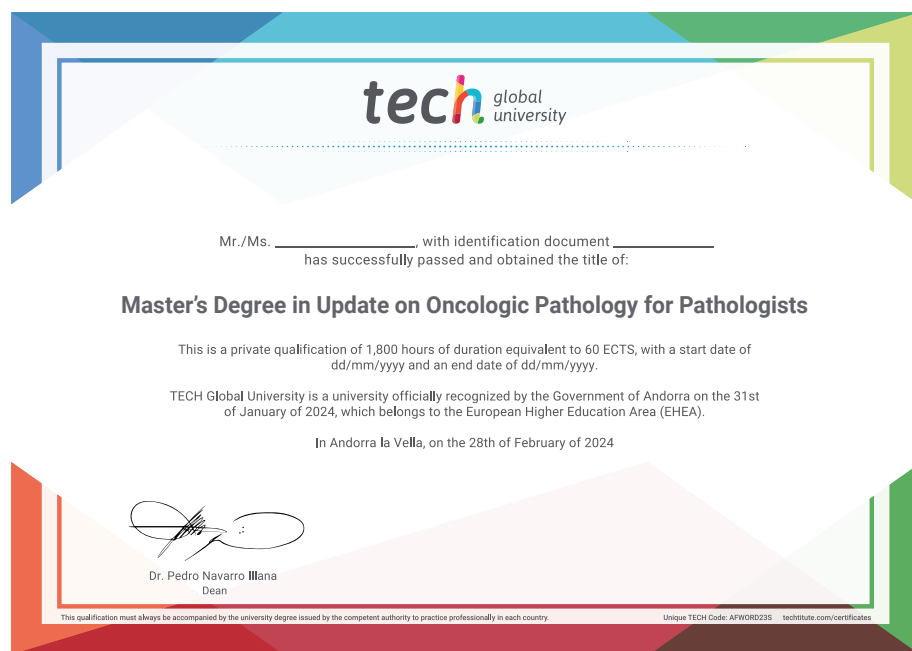 tech global
university
Mr./Ms. ____________, with identification document ____________
has successfully passed and obtained the title of:
Master’s Degree in Update on Oncologic Pathology for Pathologists
This is a private qualification of 1,800 hours of duration equivalent to 60 ECTS, with a start date of
dd/mm/yyyy and an end date of dd/mm/yyyy.
TECH Global University is a university officially recognized by the Government of Andorra on the 31st
of January of 2024, which belongs to the European Higher Education Area (EHEA).
In Andorra la Vella, on the 28th of February of 2024
Dr. Pedro Navarro Illana
Dean
This qualification must always be accompanied by the university degree issued by the competent authority to practice professionally in each country.
Unique TECH Code: AFWORD23S techtitute.com/certificates